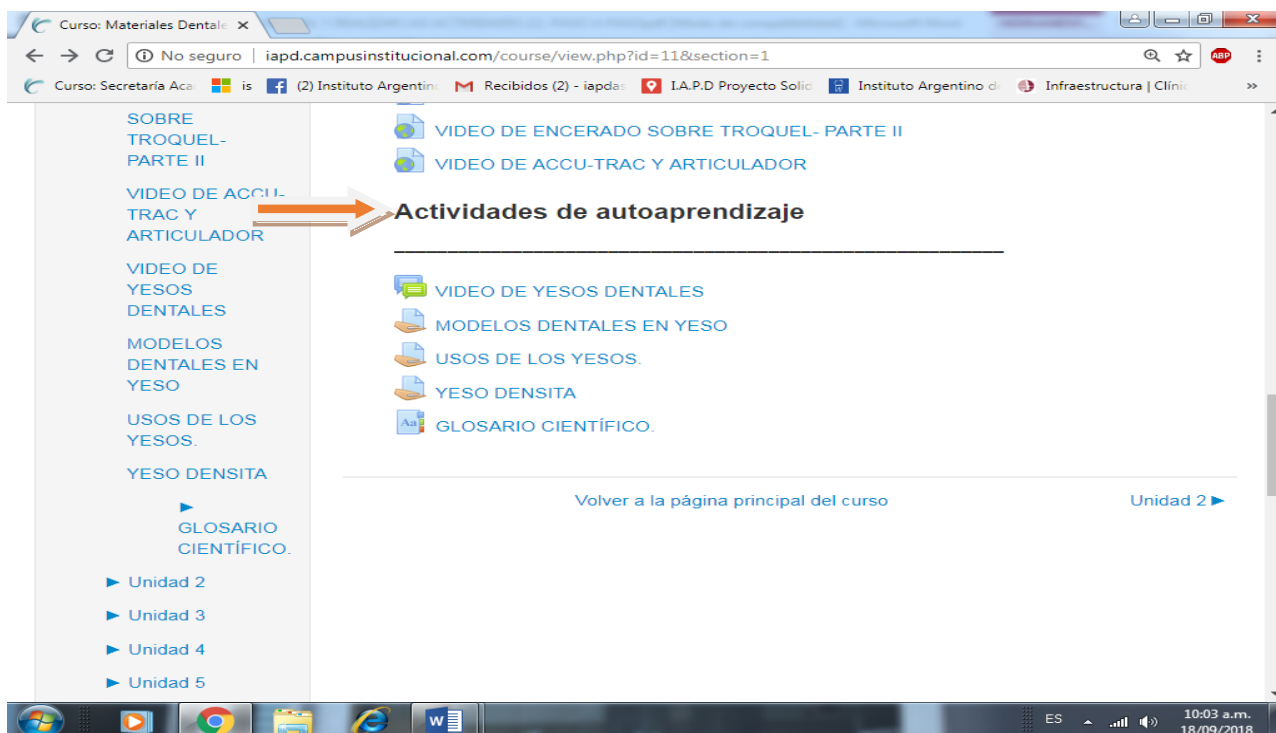 Curso: Materiales Dentale
No seguro | iapd.campusinstitucional.com/course/view.php?id=11&section=1
ABP
Curso: Secretaría Aca
is
(2) Instituto Argentino
Recibidos (2) - iapdas
I.A.P.D Proyecto Solid
Instituto Argentino d
Infraestructura | Clínic
»
SOBRE
TROQUEL-
PARTE II
VIDEO DE ACCU-
TRAC Y
ARTICULADOR
VIDEO DE
YESOS
DENTALES
MODELOS
DENTALES EN
YESO
USOS DE LOS
YESOS.
YESO DENSITA
GLOSARIO
CIENTÍFICO.
Unidad 2
Unidad 3
Unidad 4
Unidad 5
VIDEO DE ENCERADO SOBRE TROQUEL- PARTE II
VIDEO DE ACCU-TRAC Y ARTICULADOR
Actividades de autoaprendizaje
VIDEO DE YESOS DENTALES
MODELOS DENTALES EN YESO
USOS DE LOS YESOS.
YESO DENSITA
Aa
GLOSARIO CIENTÍFICO.
Volver a la página principal del curso
Unidad 2
W
ES
10:03 a.m.
18/09/2018